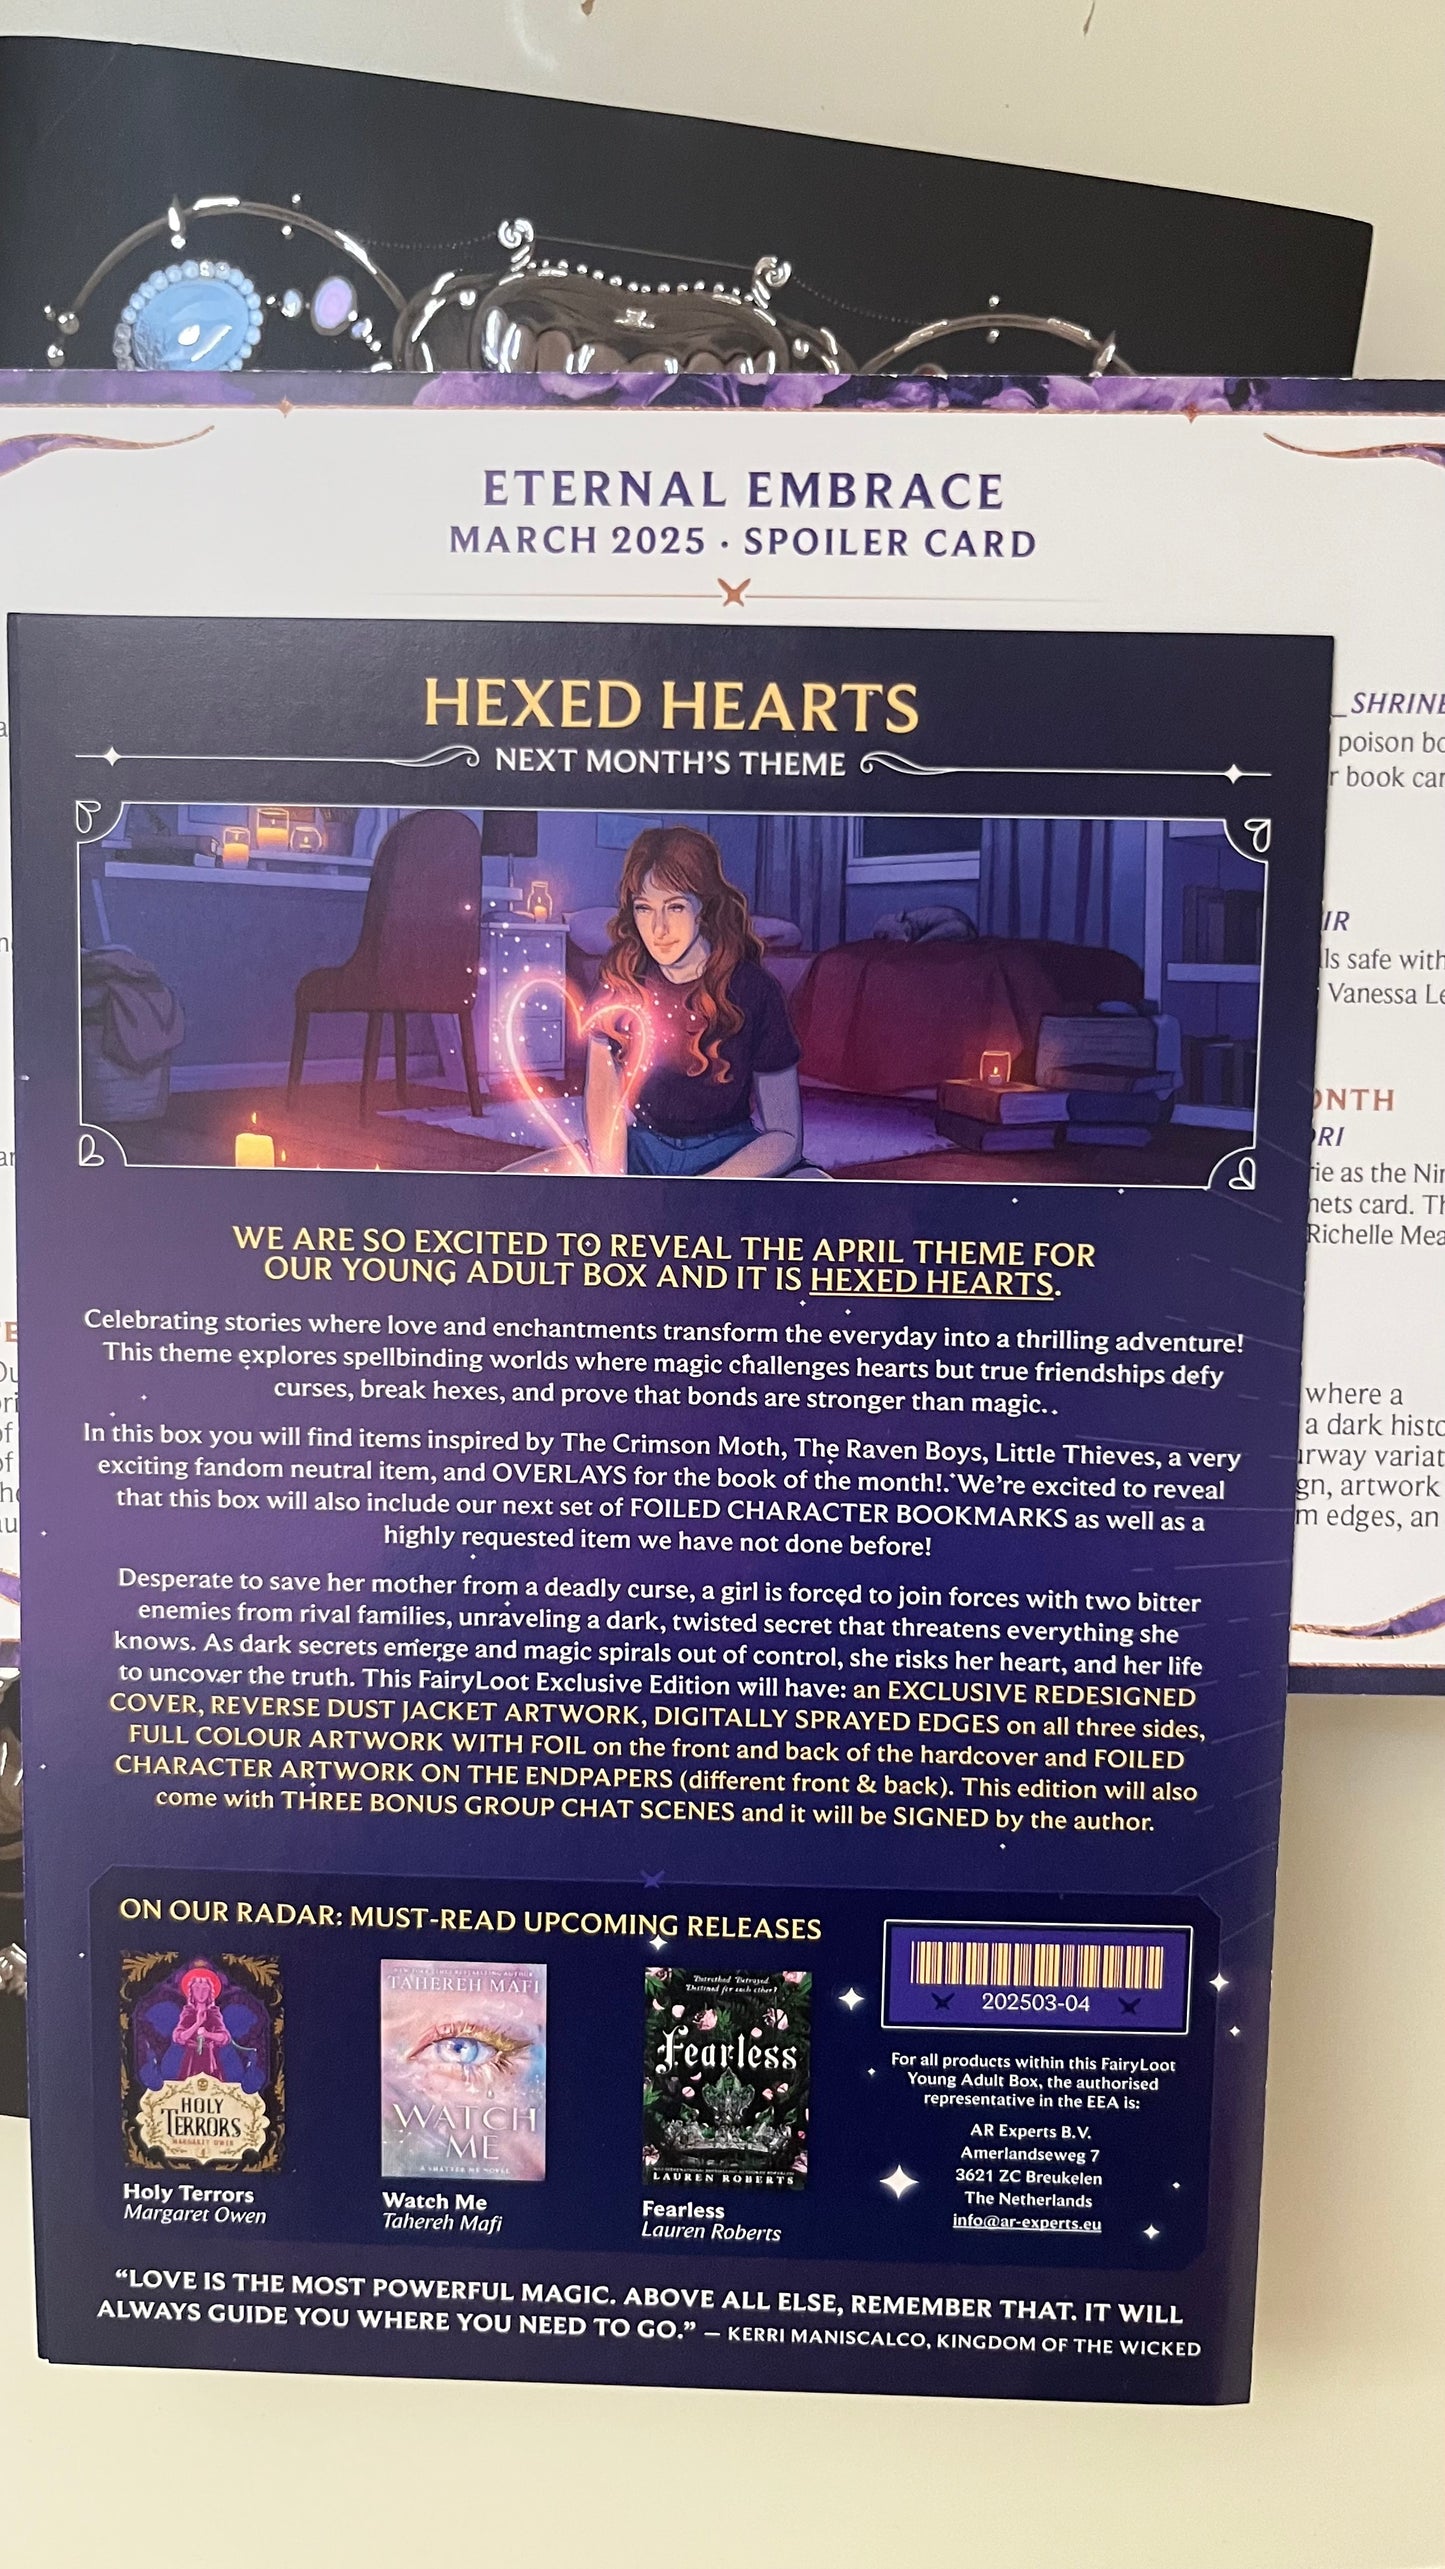 ETERNAL EMBRACE
MARCH 2025 · SPOILER CARD
HEXED HEARTS
NEXT MONTH'S THEME
WE ARE SO EXCITED TO REVEAL THE APRIL THEME FOR
OUR YOUNG ADULT BOX AND IT IS HEXED HEARTS.
Celebrating stories where love and enchantments transform the everyday into a thrilling adventure!
This theme explores spellbinding worlds where magic challenges hearts but true friendships defy
curses, break hexes, and prove that bonds are stronger than magic..
In this box you will find items inspired by The Crimson Moth, The Raven Boys, Little Thieves, a very
exciting fandom neutral item, and OVERLAYS for the book of the month!. We're excited to reveal
that this box will also include our next set of FOILED CHARACTER BOOKMARKS as well as a
highly requested item we have not done before!
Desperate to save her mother from a deadly curse, a girl is forced to join forces with two bitter
enemies from rival families, unraveling a dark, twisted secret that threatens everything she
knows. As dark secrets emerge and magic spirals out of control, she risks her heart, and her life
to uncover the truth. This FairyLoot Exclusive Edition will have: an EXCLUSIVE REDESIGNED
COVER, REVERSE DUST JACKET ARTWORK, DIGITALLY SPRAYED EDGES on all three sides,
FULL COLOUR ARTWORK WITH FOIL on the front and back of the hardcover and FOILED
CHARACTER ARTWORK ON THE ENDPAPERS (different front & back). This edition will also
come with THREE BONUS GROUP CHAT SCENES and it will be SIGNED by the author.
ON OUR RADAR: MUST-READ UPCOMING RELEASES
HOLY
TERRORS
MARGARET OWEN
Holy Terrors
Margaret Owen
TAHEREH MAFI
WATCH
ME
A SHATTER ME NOVEL
Watch Me
Tahereh Mafi
Betrothed. Betrayed.
Destined for each other?
Fearless
LAUREN ROBERTS
Fearless
Lauren Roberts
202503-04
For all products within this FairyLoot
Young Adult Box, the authorised
representative in the EEA is:
AR Experts B.V.
Amerlandseweg 7
3621 ZC Breukelen
The Netherlands
info@ar-experts.eu
"LOVE IS THE MOST POWERFUL MAGIC. ABOVE ALL ELSE, REMEMBER THAT. IT WILL
ALWAYS GUIDE YOU WHERE YOU NEED TO GO." — KERRI MANISCALCO, KINGDOM OF THE WICKED
SHRINE
poison
book
safe with
Vanessa
as the
card.
Richelle
where a
a dark
artwork
edges, an